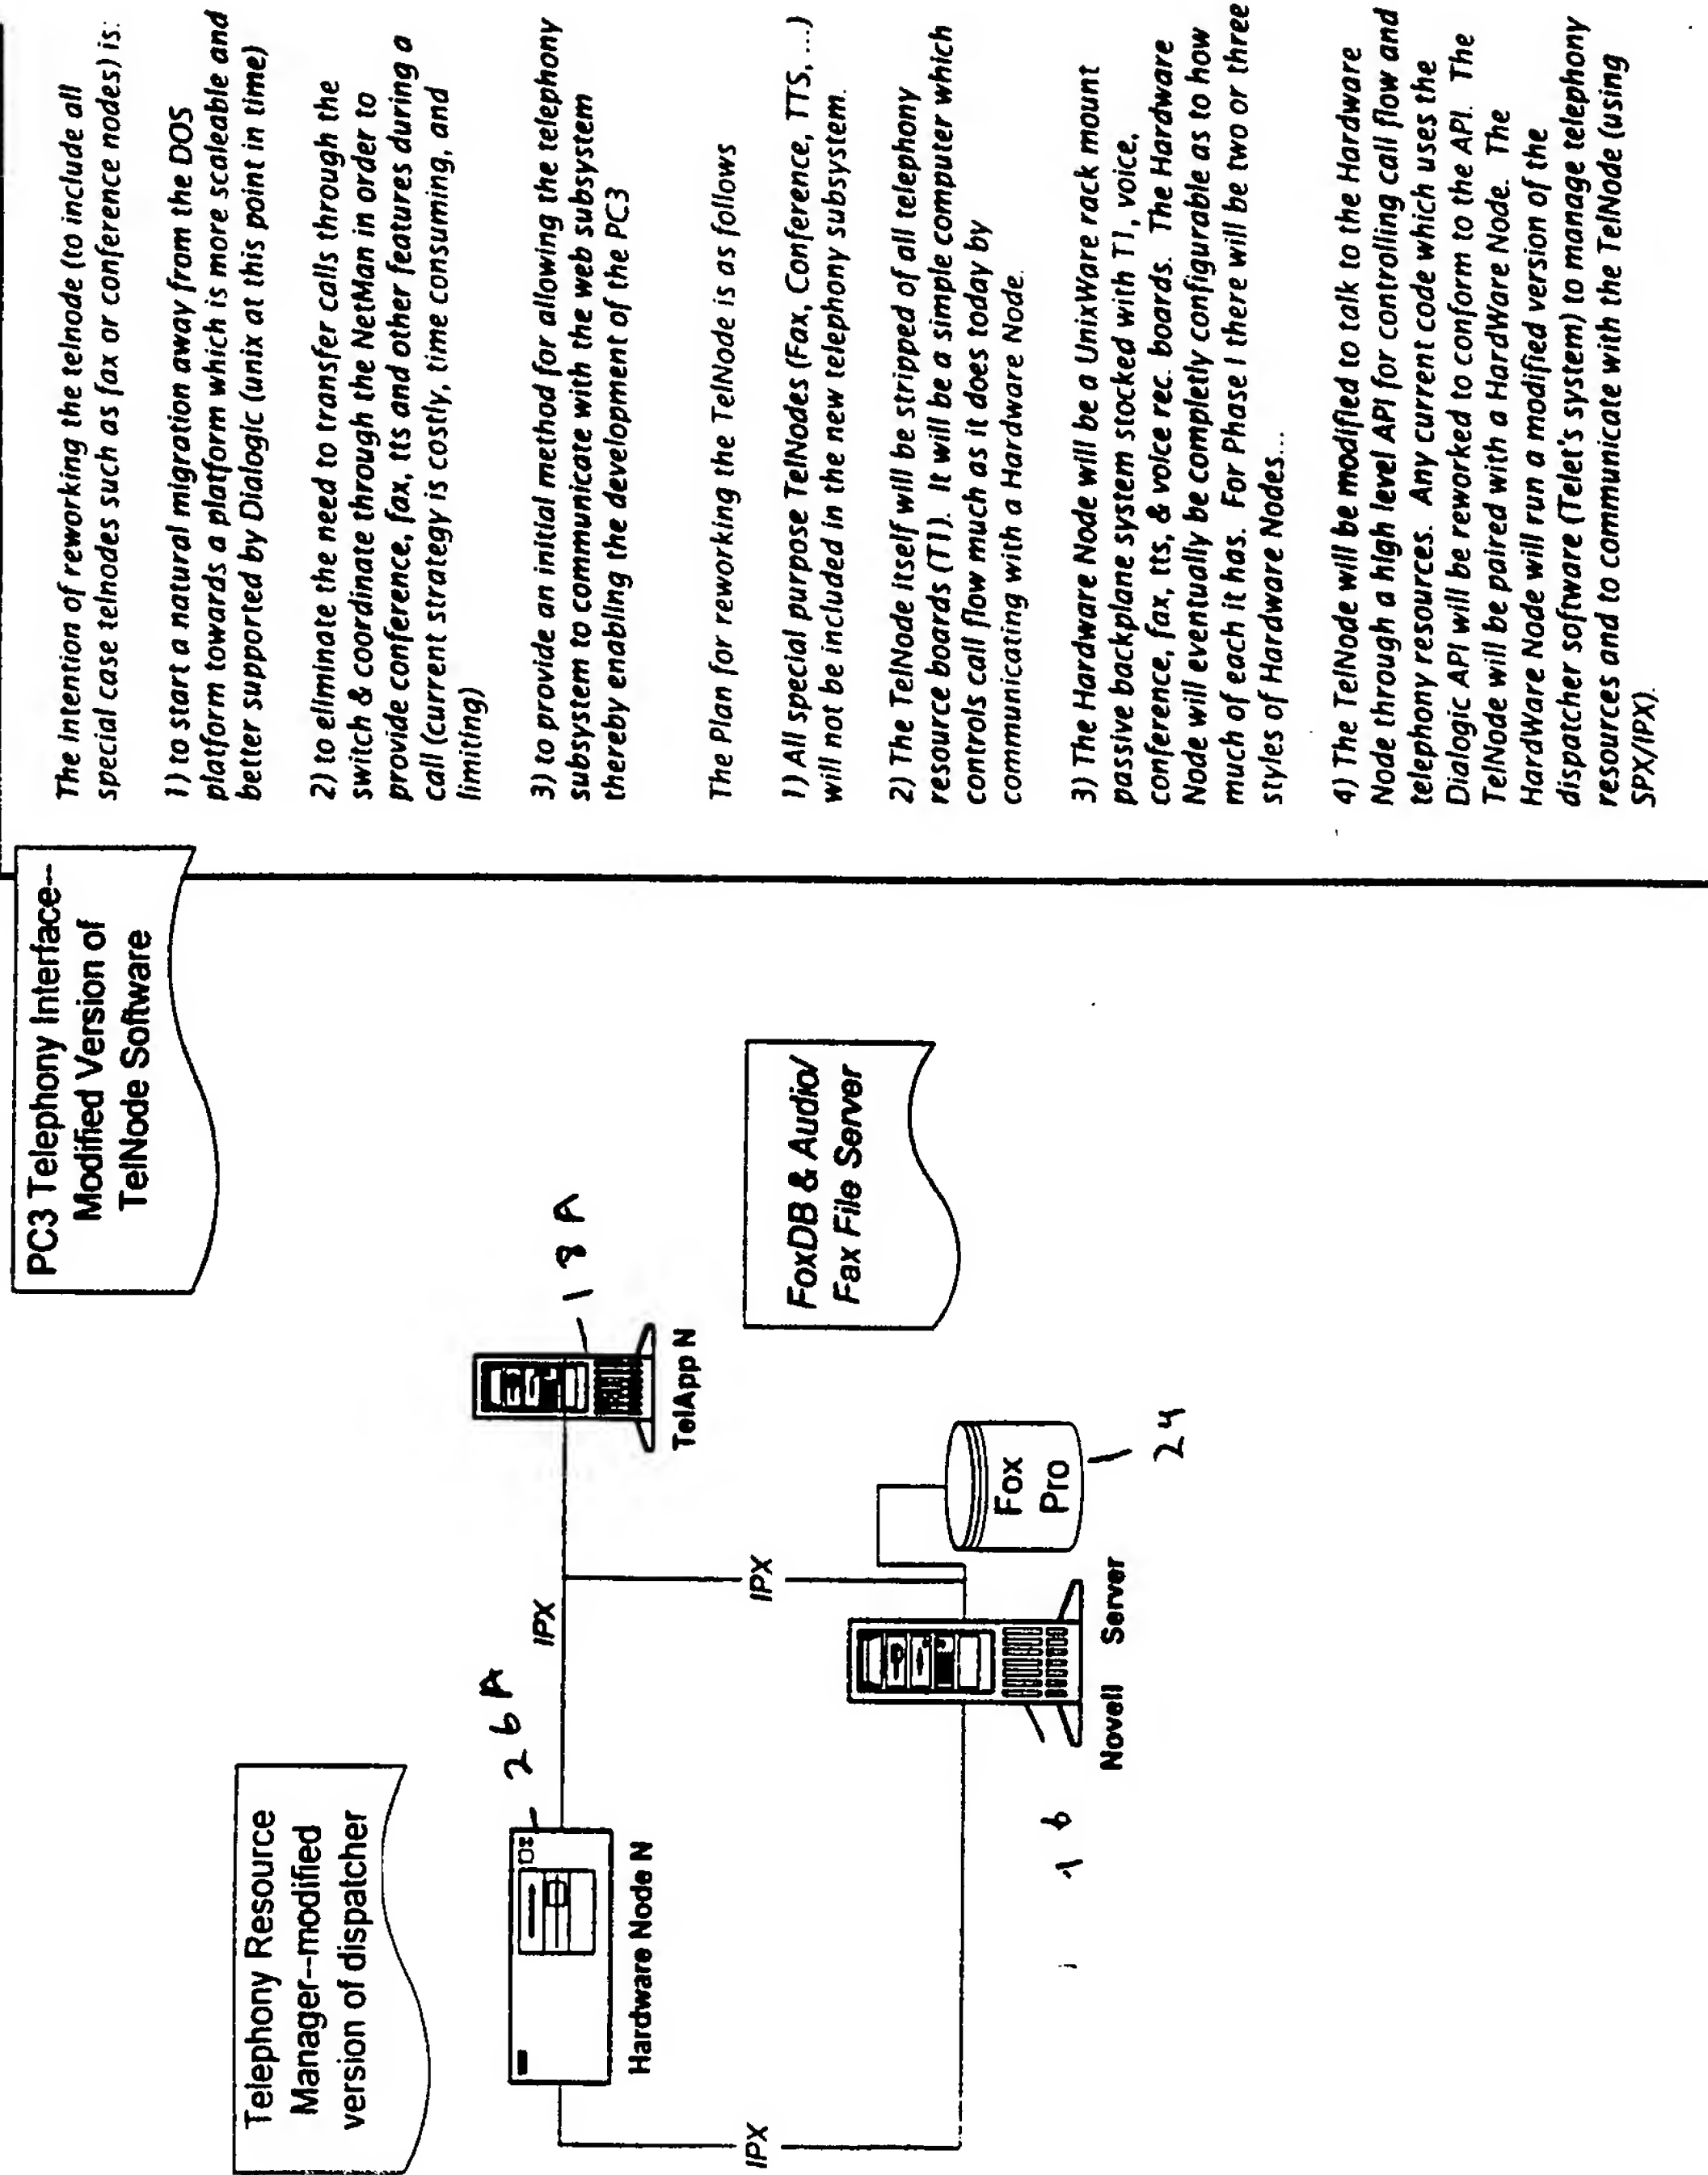 PC3 Telephony Interface--
Modified Version of
TelNode Software
Telephony Resource
Manager--modified
version of dispatcher
26A
Hardware Node N
IPX
18A
TelApp N
IPX
IPX
FoxDB & Audio/
Fax File Server
16
Novell Server
Fox
Pro
24
The intention of reworking the telnode (to include all
special case telnodes such as fax or conference nodes) is:
1) to start a natural migration away from the DOS
platform towards a platform which is more scaleable and
better supported by Dialogic (unix at this point in time)
2) to eliminate the need to transfer calls through the
switch & coordinate through the NetMan in order to
provide conference, fax, tts and other features during a
call (current strategy is costly, time consuming, and
limiting)
3) to provide an initial method for allowing the telephony
subsystem to communicate with the web subsystem
thereby enabling the development of the PC3
The Plan for reworking the TelNode is as follows
1) All special purpose TelNodes (Fax, Conference, TTS, ...)
will not be included in the new telephony subsystem.
2) The TelNode itself will be stripped of all telephony
resource boards (T1). It will be a simple computer which
controls call flow much as it does today by
communicating with a Hardware Node.
3) The Hardware Node will be a UnixWare rack mount
passive backplane system stocked with T1, voice,
conference, fax, tts, & voice rec. boards. The Hardware
Node will eventually be completly configurable as to how
much of each it has. For Phase I there will be two or three
styles of Hardware Nodes...
4) The TelNode will be modified to talk to the Hardware
Node through a high level API for controlling call flow and
telephony resources. Any current code which uses the
Dialogic API will be reworked to conform to the API. The
TelNode will be paired with a HardWare Node. The
HardWare Node will run a modified version of the
dispatcher software (Telet's system) to manage telephony
resources and to communicate with the TelNode (using
SPX/IPX).